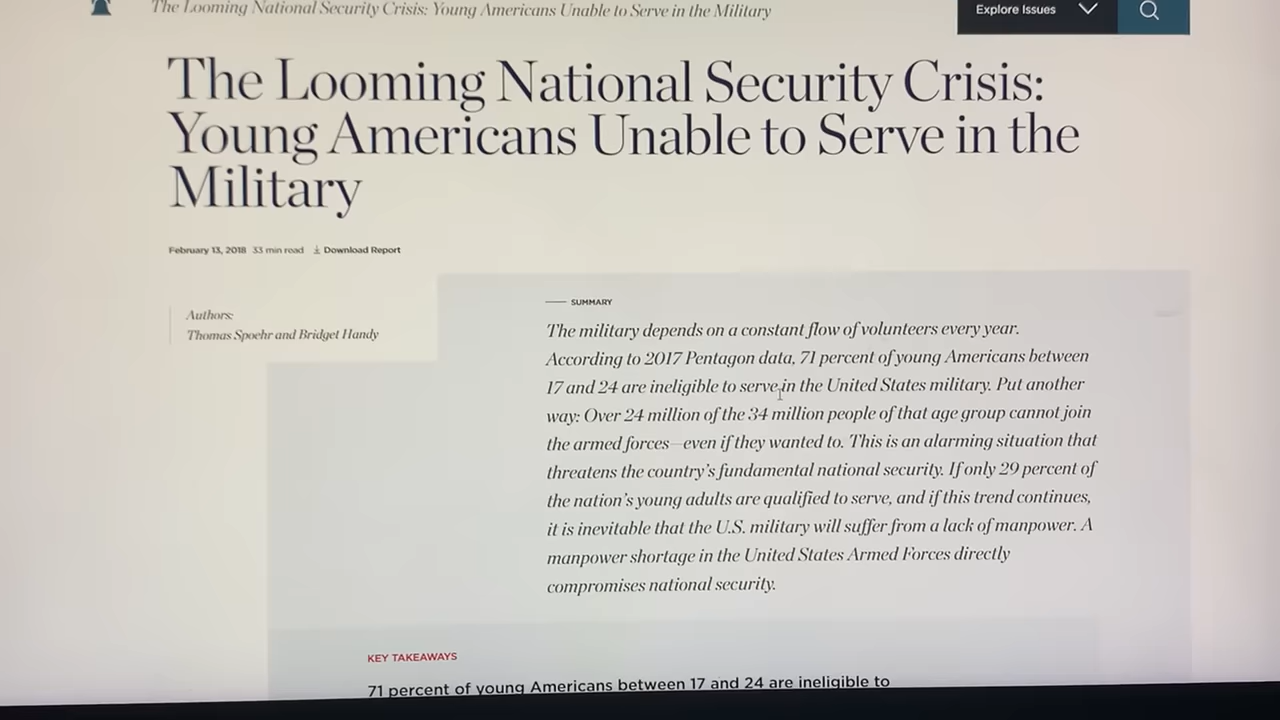 The Looming National Security Crisis: Young Americans Unable to Serve in the Military
Explore Issues
The Looming National Security Crisis:
Young Americans Unable to Serve in the
Military
February 13, 2018 33 min read Download Report
Authors:
Thomas Spoehr and Bridget Handy
SUMMARY
The military depends on a constant flow of volunteers every year.
According to 2017 Pentagon data, 71 percent of young Americans between
17 and 24 are ineligible to serve in the United States military. Put another
way: Over 24 million of the 34 million people of that age group cannot join
the armed forces—even if they wanted to. This is an alarming situation that
threatens the country's fundamental national security. If only 29 percent of
the nation's young adults are qualified to serve, and if this trend continues,
it is inevitable that the U.S. military will suffer from a lack of manpower. A
manpower shortage in the United States Armed Forces directly
compromises national security.
KEY TAKEAWAYS
71 percent of young Americans between 17 and 24 are ineligible to